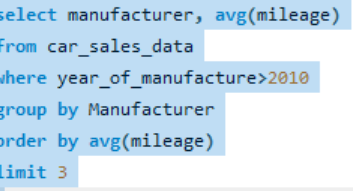 select manufacturer, avg(mileage)
from car_sales_data
where year_of_manufacture>2010
group by Manufacturer
order by avg(mileage)
limit 3